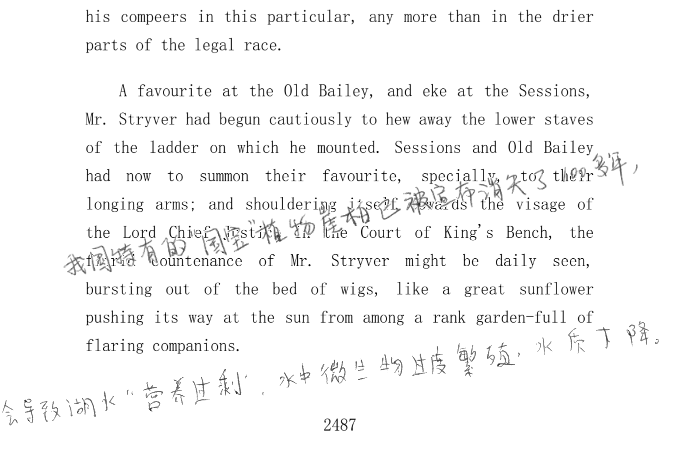 his compeers in this particular, any more than in the drier
parts of the legal race.
A favourite at the Old Bailey, and eke at the Sessions,
Mr. Stryver had begun cautiously to hew away the lower staves
of the ladder on which he mounted. Sessions and Old Bailey
had now to summon their favourite, specially, to their
longing arms; and shouldering itself towards the visage of
the Lord Chief Justice in the Court of King's Bench, the
florid countenance of Mr. Stryver might be daily seen,
bursting out of the bed of wigs, like a great sunflower
pushing its way at the sun from among a rank garden-full of
flaring companions.
我国特有的"国宝"植物崖柏已被宣布消失了100多年,
会导致湖水"营养过剩",水中微生物过度繁殖,水质下降。
2487